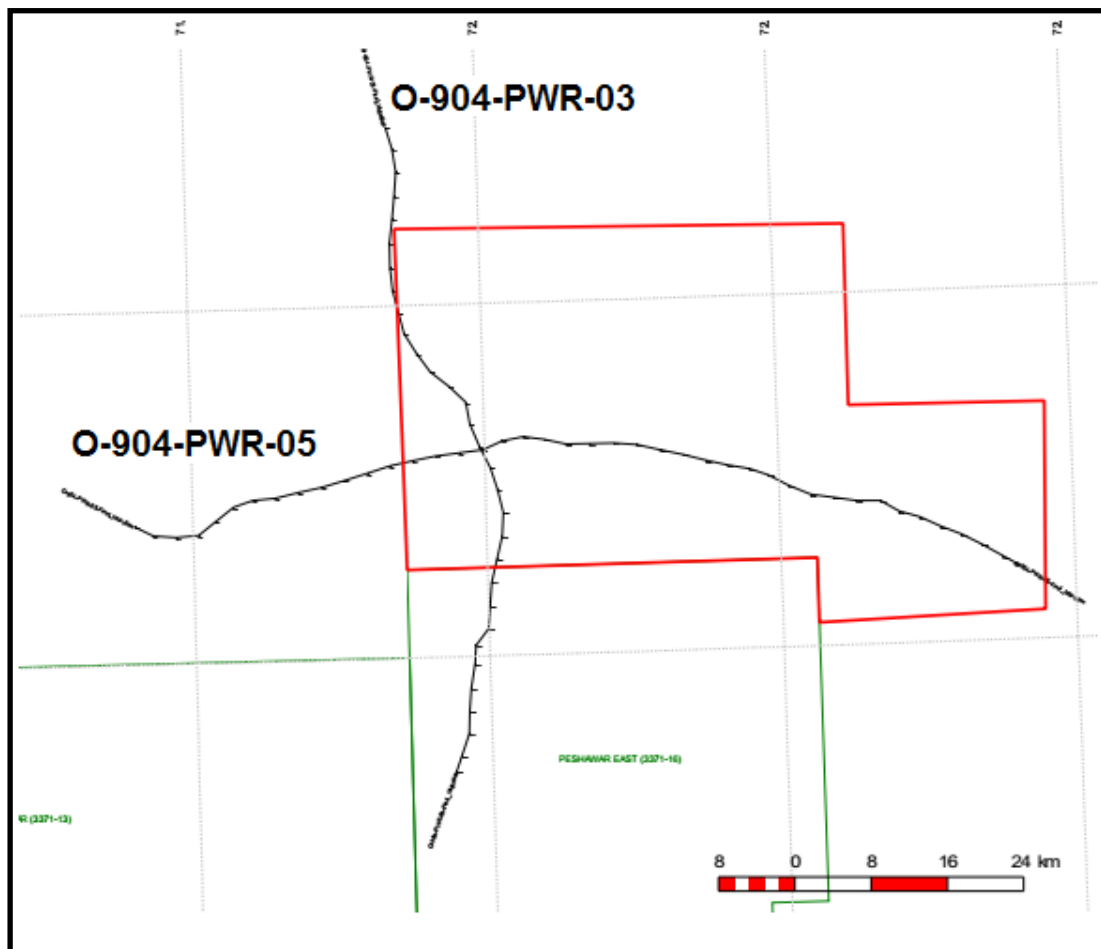 71.
72.
72.
72.
O-904-PWR-03
O-904-PWR-05
PESHAWAR EAST (3371-16)
R (3371-13)
8 0 8 16 24 km